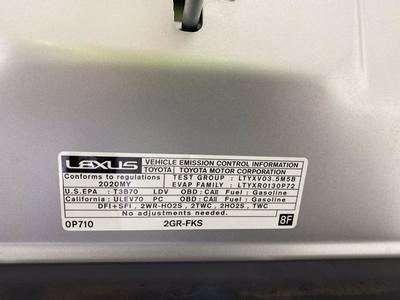 LEXUS VEHICLE EMISSION CONTROL INFORMATION
TOYOTA TOYOTA MOTOR CORPORATION
Conforms to regulations TEST GROUP : LTYXV03.5M5B
2020MY EVAP FAMILY : LTYXR0130P72
U.S.EPA : T3B70 LDV OBD:CAⅡ Fuel:Gasoline
California: ULEV70 PC OBD:CAⅡ Fuel:Gasoline
DFI+SFI, 2WR-HO2S, 2TWC, 2HO2S, TWC
No adjustments needed.
0P710 2GR-FKS 8F